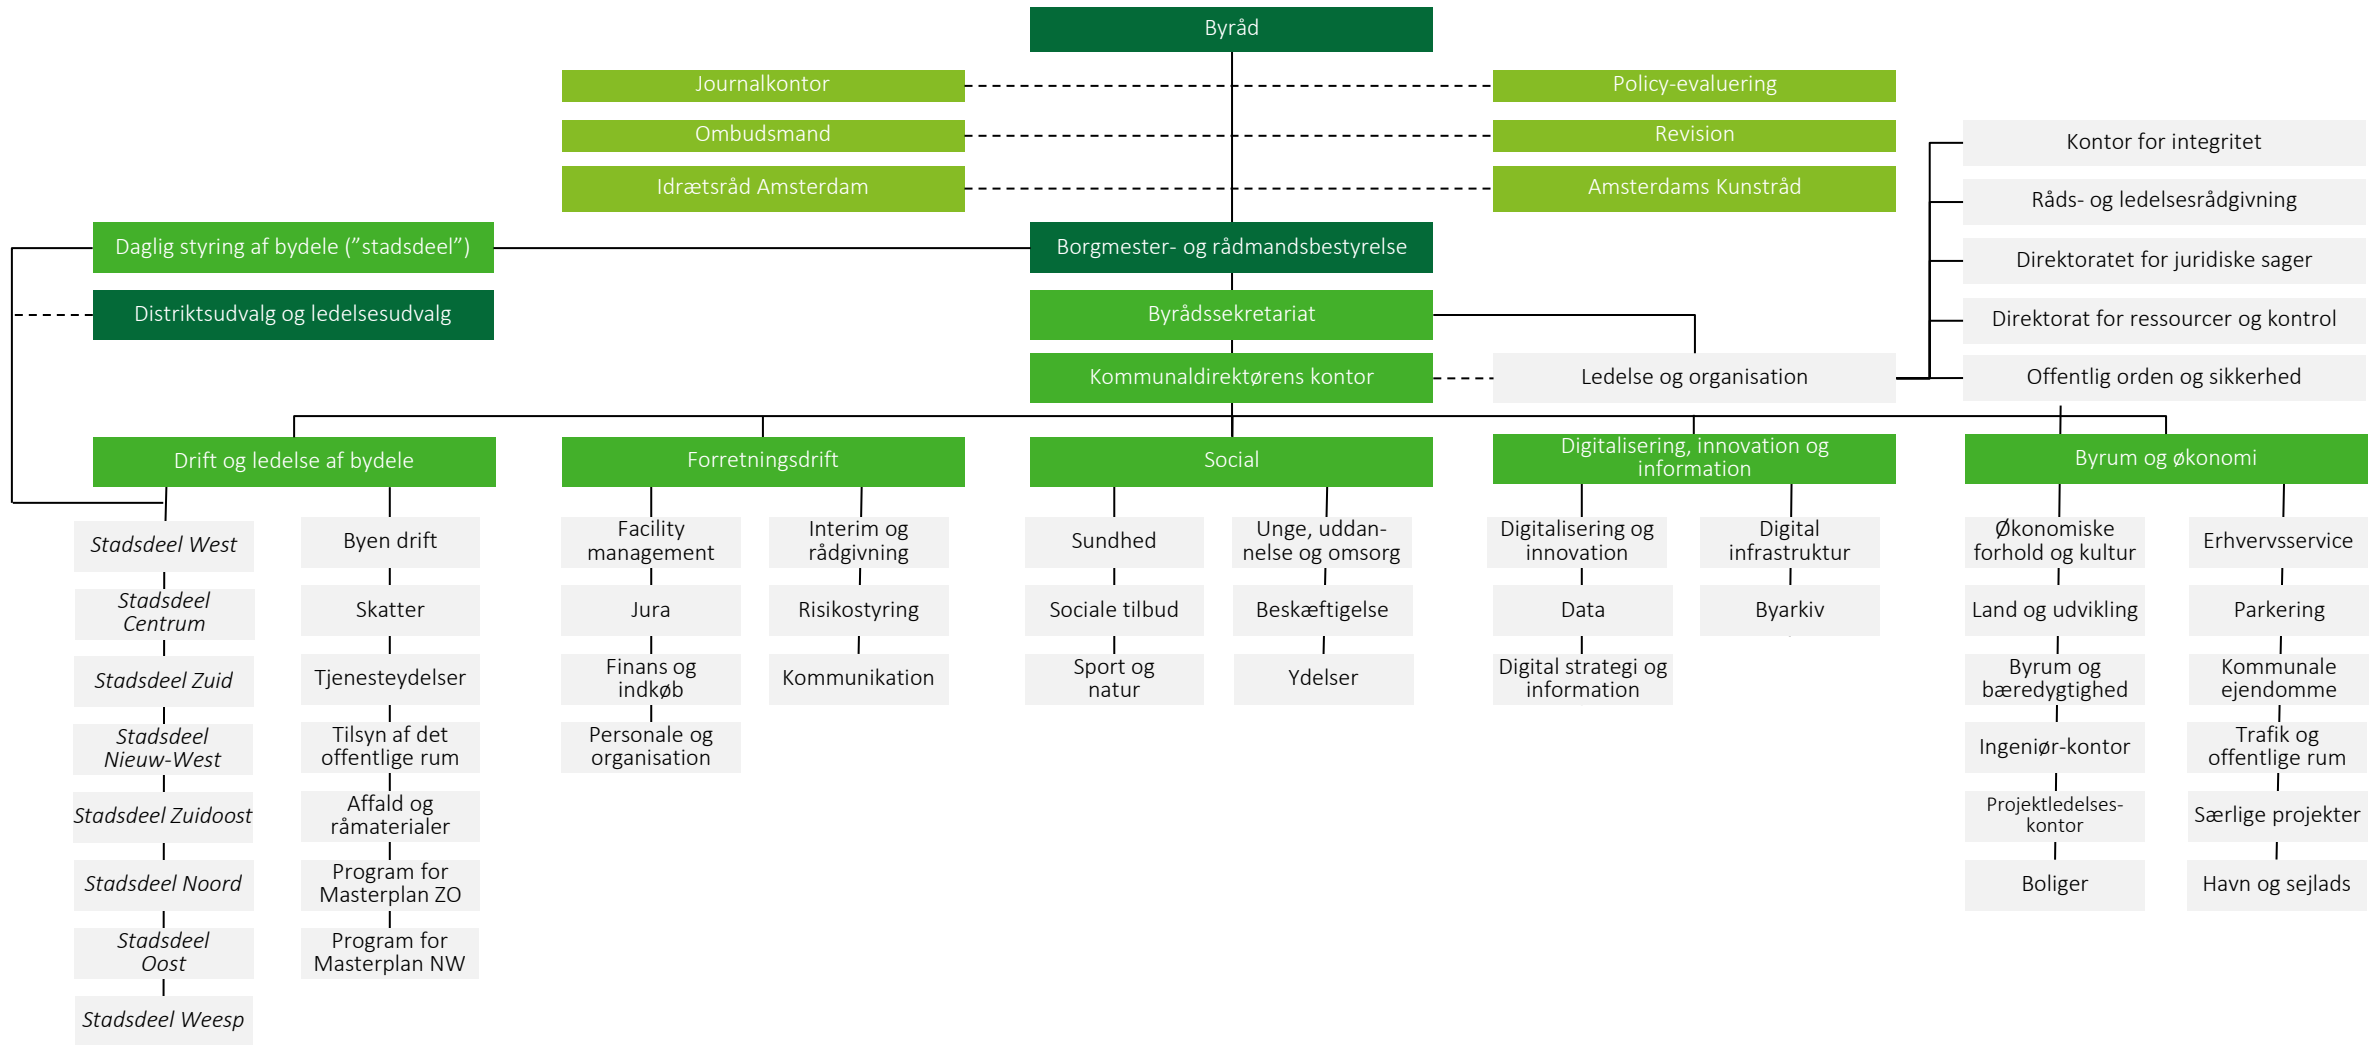 Byråd
Journalkontor
Policy-evaluering
Ombudsmand
Revision
Idrætsråd Amsterdam
Amsterdams Kunstråd
Kontor for integritet
Råds- og ledelsesrådgivning
Direktoratet for juridiske sager
Direktorat for ressourcer og kontrol
Offentlig orden og sikkerhed
Daglig styring af bydele (”stadsdeel”)
Borgmester- og rådmandsbestyrelse
Distriktsudvalg og ledelsesudvalg
Byrådssekretariat
Kommunaldirektørens kontor
Ledelse og organisation
Drift og ledelse af bydele
Forretningsdrift
Social
Digitalisering, innovation og
information
Byrum og økonomi
Stadsdeel West
Stadsdeel
Centrum
Stadsdeel Zuid
Stadsdeel
Nieuw-West
Stadsdeel Zuidoost
Stadsdeel Noord
Stadsdeel
Oost
Stadsdeel Weesp
Byen drift
Skatter
Tjenesteydelser
Tilsyn af det
offentlige rum
Affald og
råmaterialer
Program for
Masterplan ZO
Program for
Masterplan NW
Facility
management
Jura
Finans og
indkøb
Personale og
organisation
Interim og
rådgivning
Risikostyring
Kommunikation
Sundhed
Sociale tilbud
Sport og
natur
Unge, uddan-
nelse og omsorg
Beskæftigelse
Ydelser
Digitalisering og
innovation
Data
Digital strategi og
information
Digital
infrastruktur
Byarkiv
Økonomiske
forhold og kultur
Land og udvikling
Byrum og
bæredygtighed
Ingeniør-kontor
Projektledelses-
kontor
Boliger
Erhvervsservice
Parkering
Kommunale
ejendomme
Trafik og
offentlige rum
Særlige projekter
Havn og sejlads